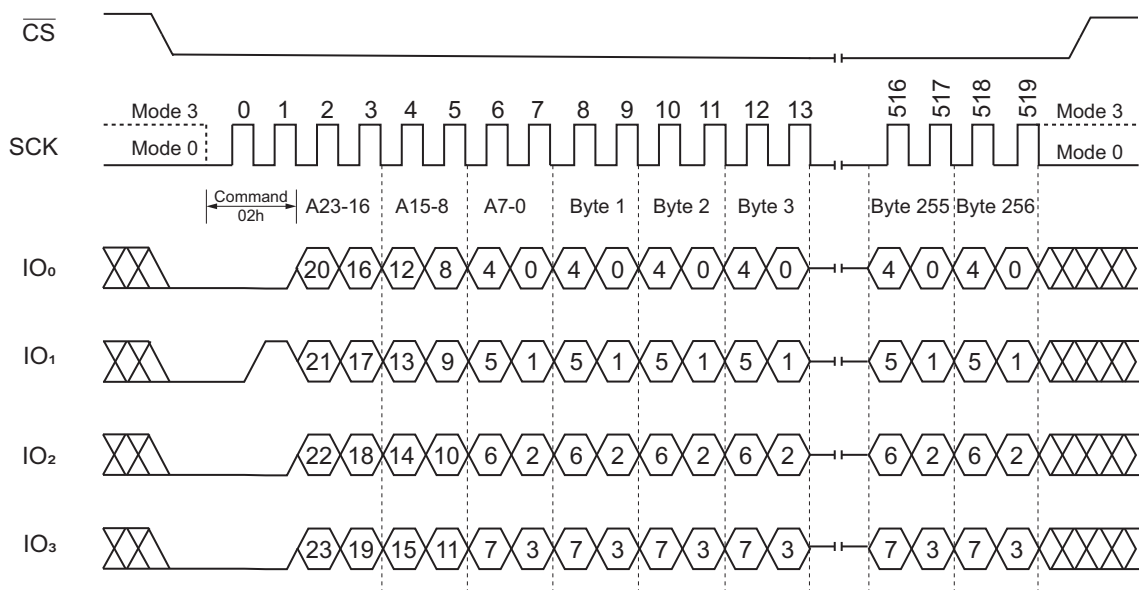 CS
516 517 518 519
Mode 3 0 1 2 3 4 5 6 7 8 9 10 11 12 13 Mode 3
SCK
Mode 0 Mode 0
Command
02h
A23-16 A15-8 A7-0 Byte 1 Byte 2 Byte 3 Byte 255 Byte 256
IO₀ 20 16 12 8 4 0 4 0 4 0 4 0 4 0 4 0
IO₁ 21 17 13 9 5 1 5 1 5 1 5 1 5 1 5 1
IO₂ 22 18 14 10 6 2 6 2 6 2 6 2 6 2 6 2
IO₃ 23 19 15 11 7 3 7 3 7 3 7 3 7 3 7 3